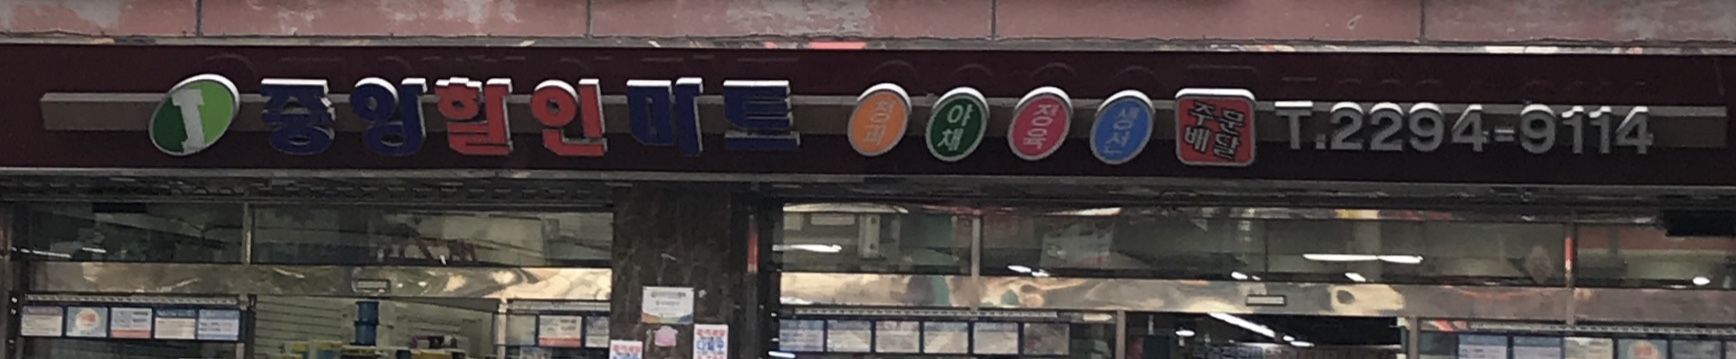 중앙할인마트 청과 야채 정육 생선 주문배달 T.2294-9114